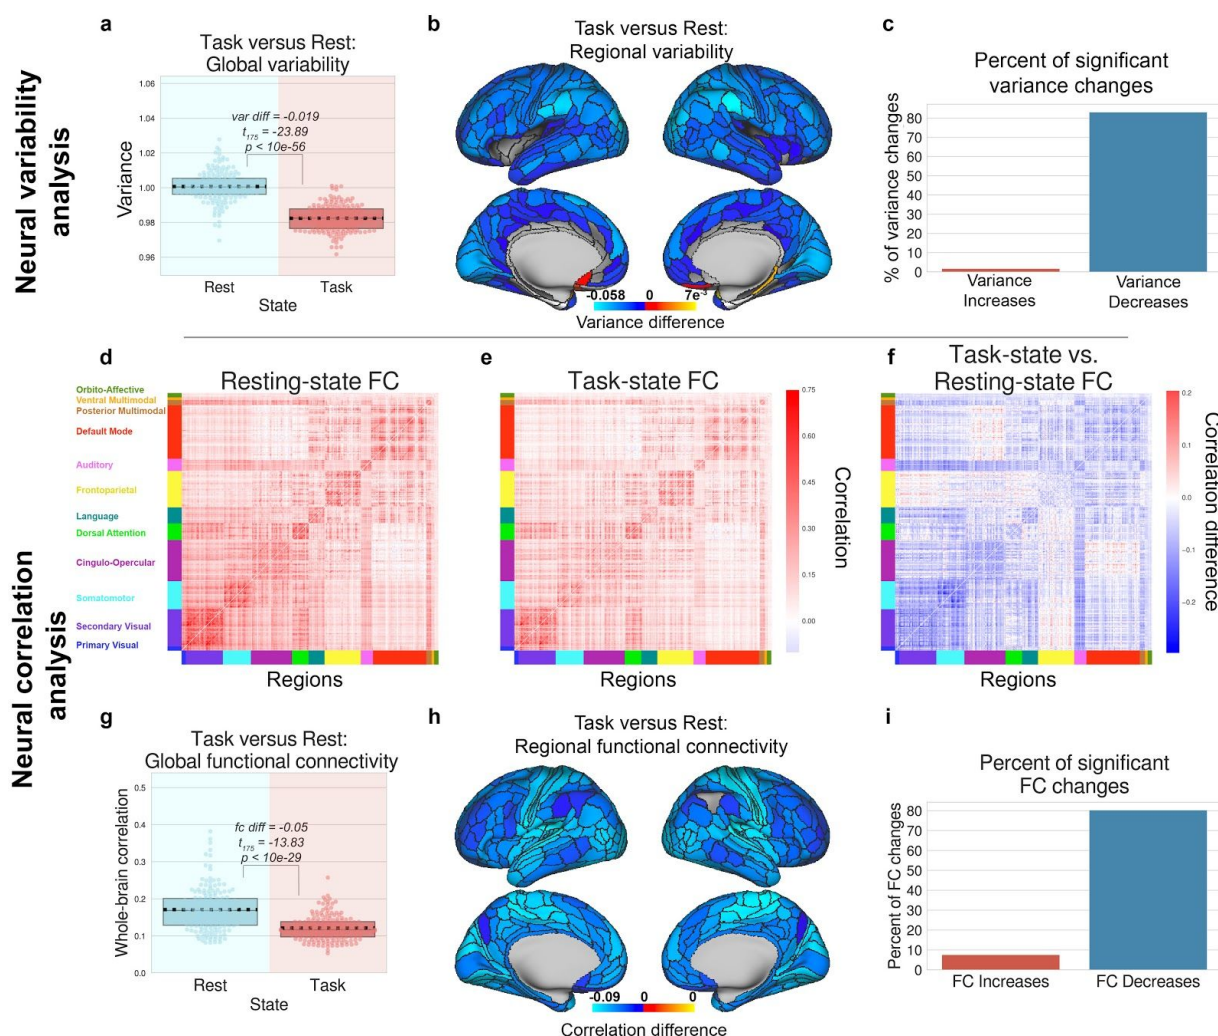 Neural variability
analysis
a
Task versus Rest:
Global variability
1.06
1.04
1.02
1.00
0.98
0.96
Variance
var diff = -0.019
t175 = -23.89
p < 10e-56
Rest
Task
State
b
Task versus Rest:
Regional variability
-0.058
0
7e-3
Variance difference
c
Percent of significant
variance changes
80
70
60
50
40
30
20
10
0
% of variance changes
Variance
Increases
Variance
Decreases
Neural correlation
analysis
d
Resting-state FC
Orbito-Affective
Ventral Multimodal
Posterior Multimodal
Default Mode
Auditory
Frontoparietal
Language
Dorsal Attention
Cingulo-Opercular
Somatomotor
Secondary Visual
Primary Visual
Regions
e
Task-state FC
Regions
0.75
0.60
0.45
0.30
0.15
0.00
Correlation
f
Task-state vs.
Resting-state FC
Regions
0.2
0.1
0.0
−0.1
−0.2
Correlation difference
g
Task versus Rest:
Global functional connectivity
0.5
0.4
0.3
0.2
0.1
0.0
Whole-brain correlation
fc diff = -0.05
t175 = -13.83
p < 10e-29
Rest
Task
State
h
Task versus Rest:
Regional functional connectivity
-0.09
0
0
Correlation difference
i
Percent of significant
FC changes
80
70
60
50
40
30
20
10
0
Percent of FC changes
FC Increases
FC Decreases